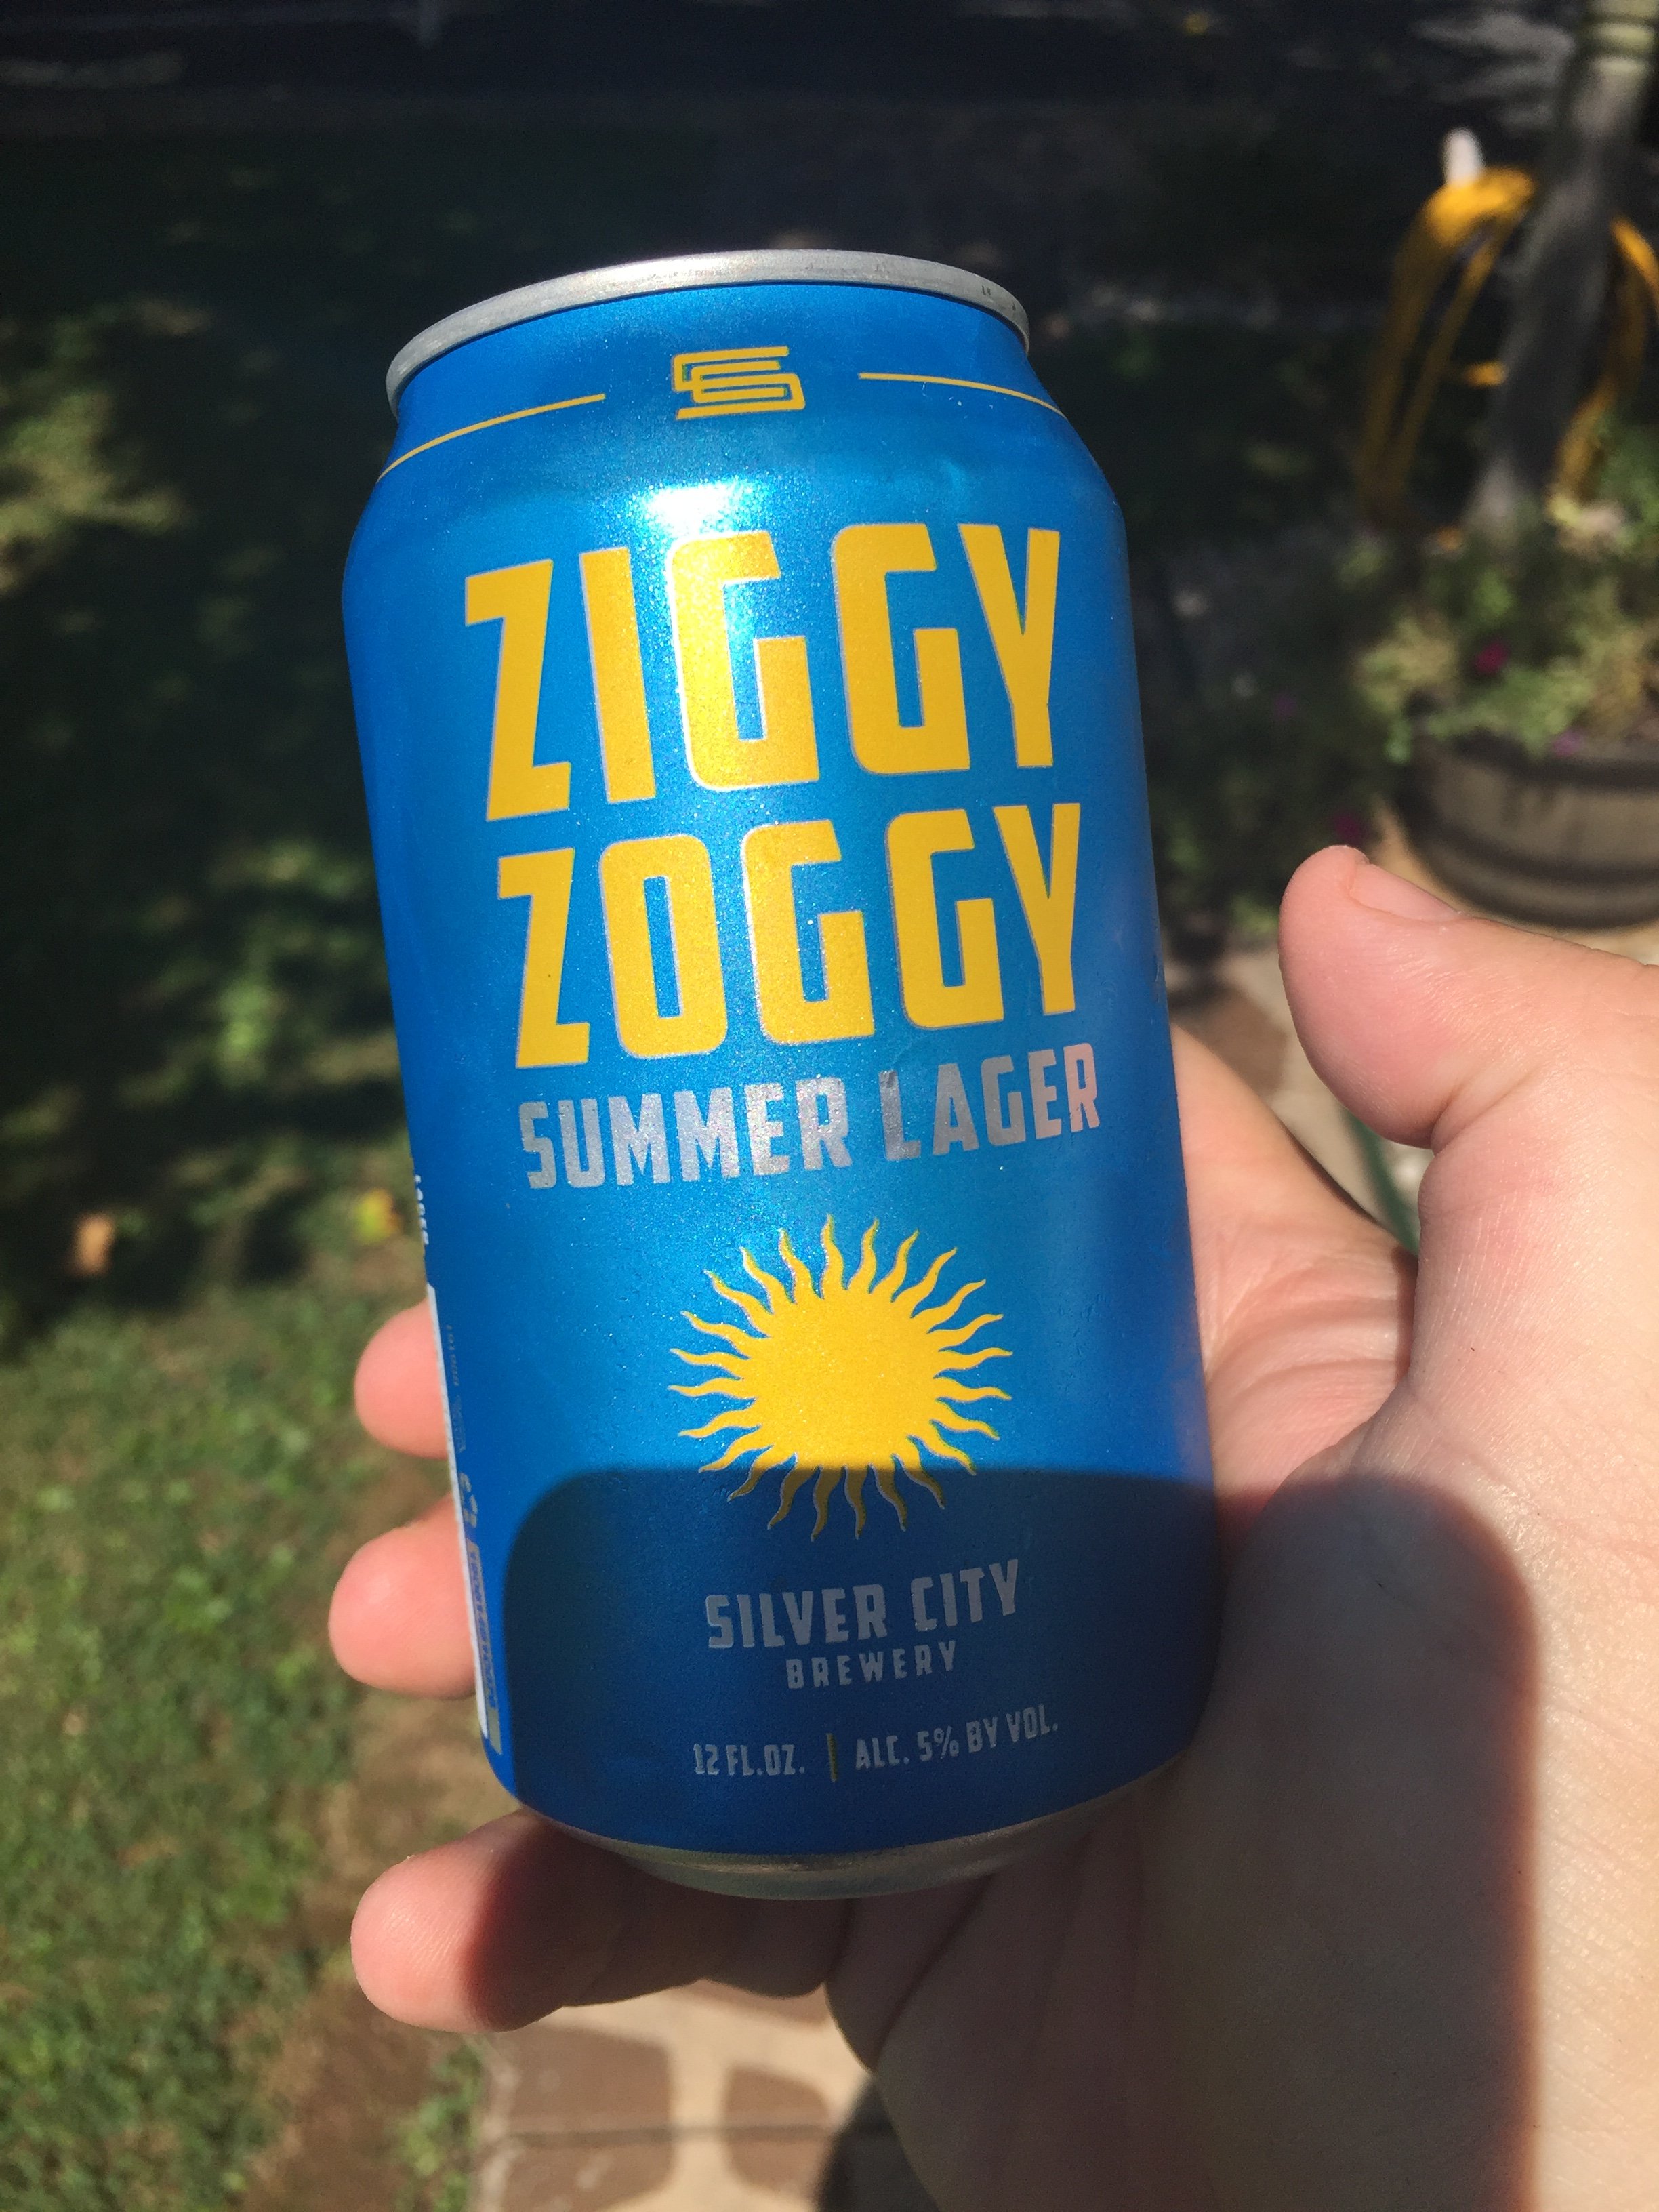 ZIGGY
ZOGGY
SUMMER LAGER
SILVER CITY
BREWERY
12 FL.OZ. | ALC. 5% BY VOL.